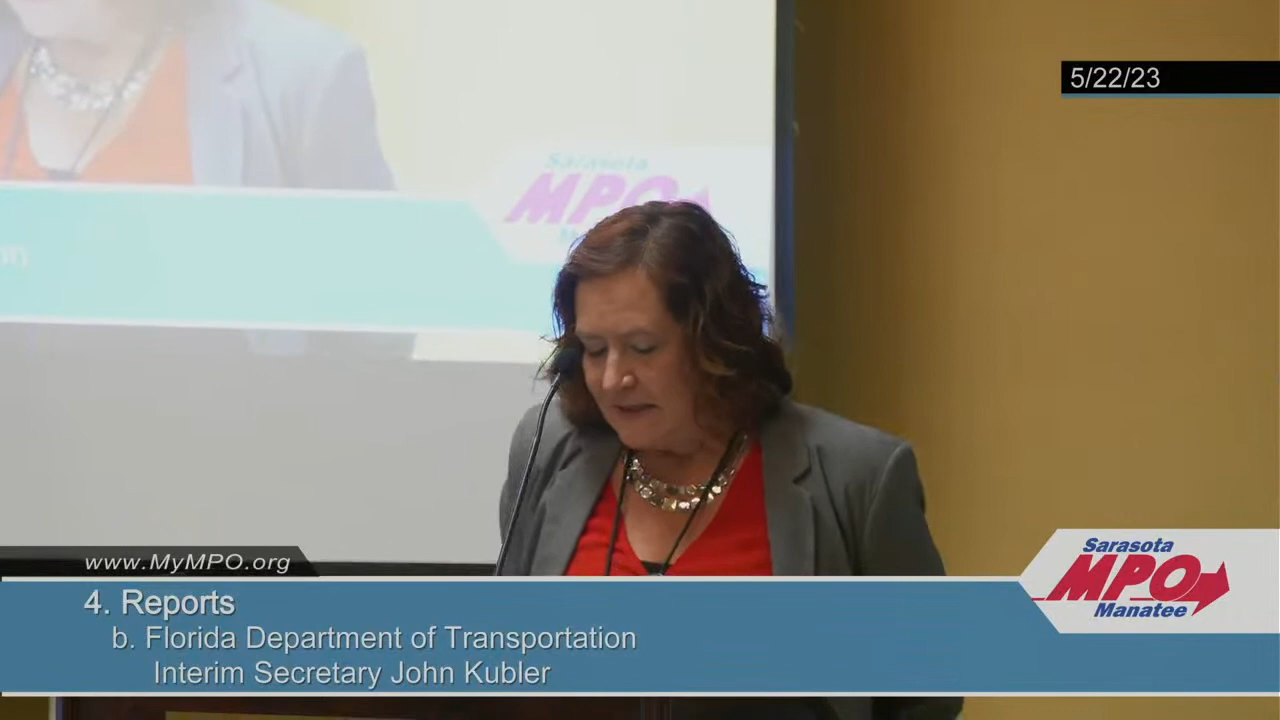 Sarasota
MPO
5/22/23
www.MyMPO.org
4. Reports
b. Florida Department of Transportation
Interim Secretary John Kubler
Sarasota
MPO
Manatee